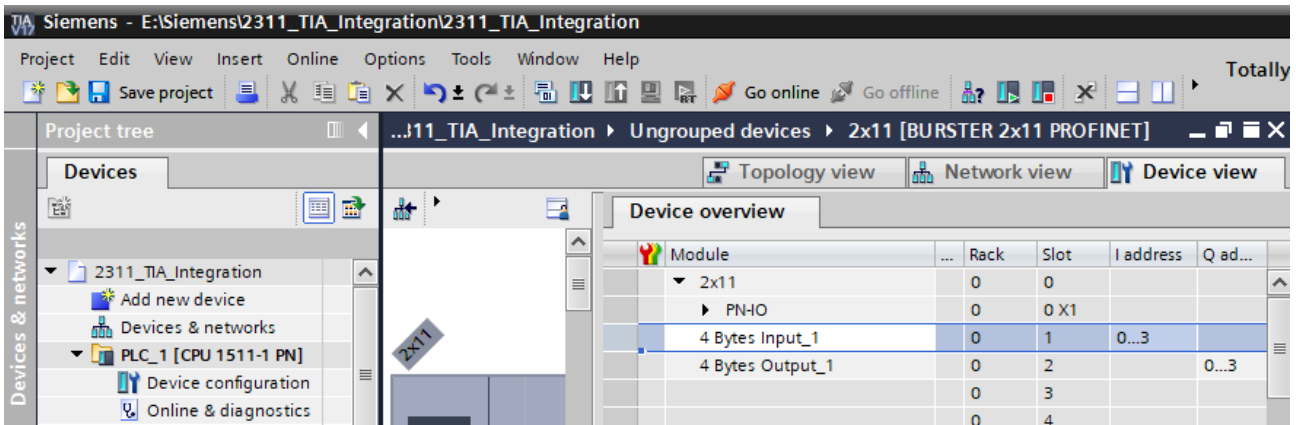 TIA V17 Siemens - E:\Siemens\2311_TIA_Integration\2311_TIA_Integration
Project Edit View Insert Online Options Tools Window Help
Save project Go online Go offline Totally
Project tree
...311_TIA_Integration Ungrouped devices 2x11 [BURSTER 2x11 PROFINET]
Devices
Topology view Network view Device view
Device overview
Devices & networks
Module ... Rack Slot I address Q ad...
2311_TIA_Integration
Add new device
Devices & networks
PLC_1 [CPU 1511-1 PN]
Device configuration
Online & diagnostics
2x11
2x11 0 0
PN-IO 0 0 X1
4 Bytes Input_1 0 1 0...3
4 Bytes Output_1 0 2 0...3
0 3
0 4